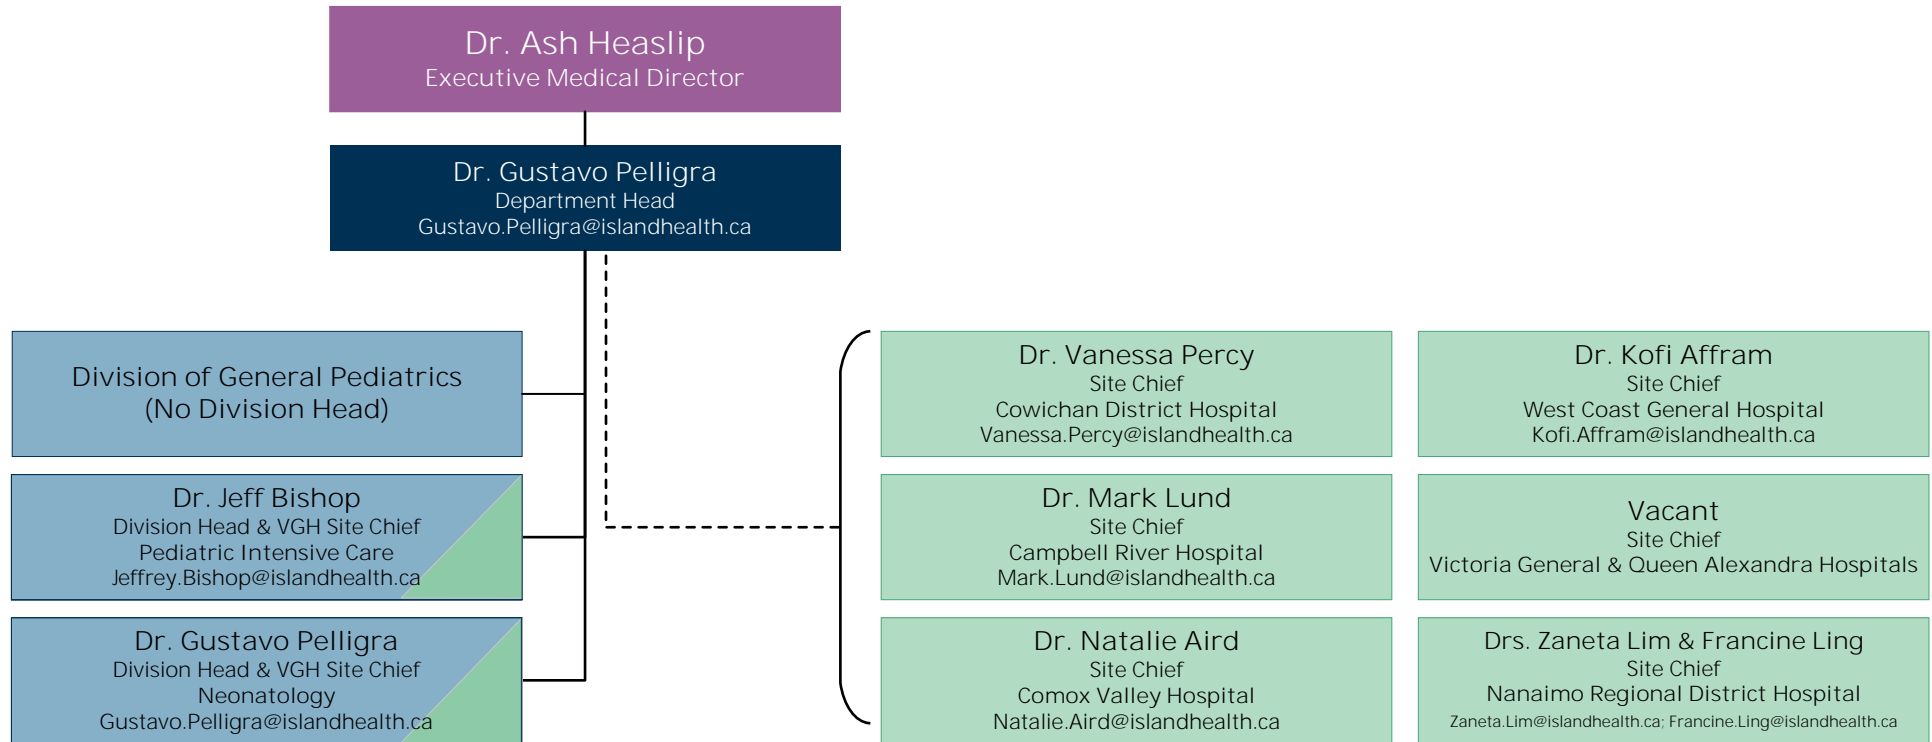 Dr. Ash Heaslip
Executive Medical Director
Dr. Gustavo Pelligra
Department Head
Gustavo.Pelligra@islandhealth.ca
Division of General Pediatrics
(No Division Head)
Dr. Jeff Bishop
Division Head & VGH Site Chief
Pediatric Intensive Care
Jeffrey.Bishop@islandhealth.ca
Dr. Gustavo Pelligra
Division Head & VGH Site Chief
Neonatology
Gustavo.Pelligra@islandhealth.ca
Dr. Vanessa Percy
Site Chief
Cowichan District Hospital
Vanessa.Percy@islandhealth.ca
Dr. Mark Lund
Site Chief
Campbell River Hospital
Mark.Lund@islandhealth.ca
Dr. Natalie Aird
Site Chief
Comox Valley Hospital
Natalie.Aird@islandhealth.ca
Dr. Kofi Affram
Site Chief
West Coast General Hospital
Kofi.Affram@islandhealth.ca
Vacant
Site Chief
Victoria General & Queen Alexandra Hospitals
Drs. Zaneta Lim & Francine Ling
Site Chief
Nanaimo Regional District Hospital
Zaneta.Lim@islandhealth.ca; Francine.Ling@islandhealth.ca